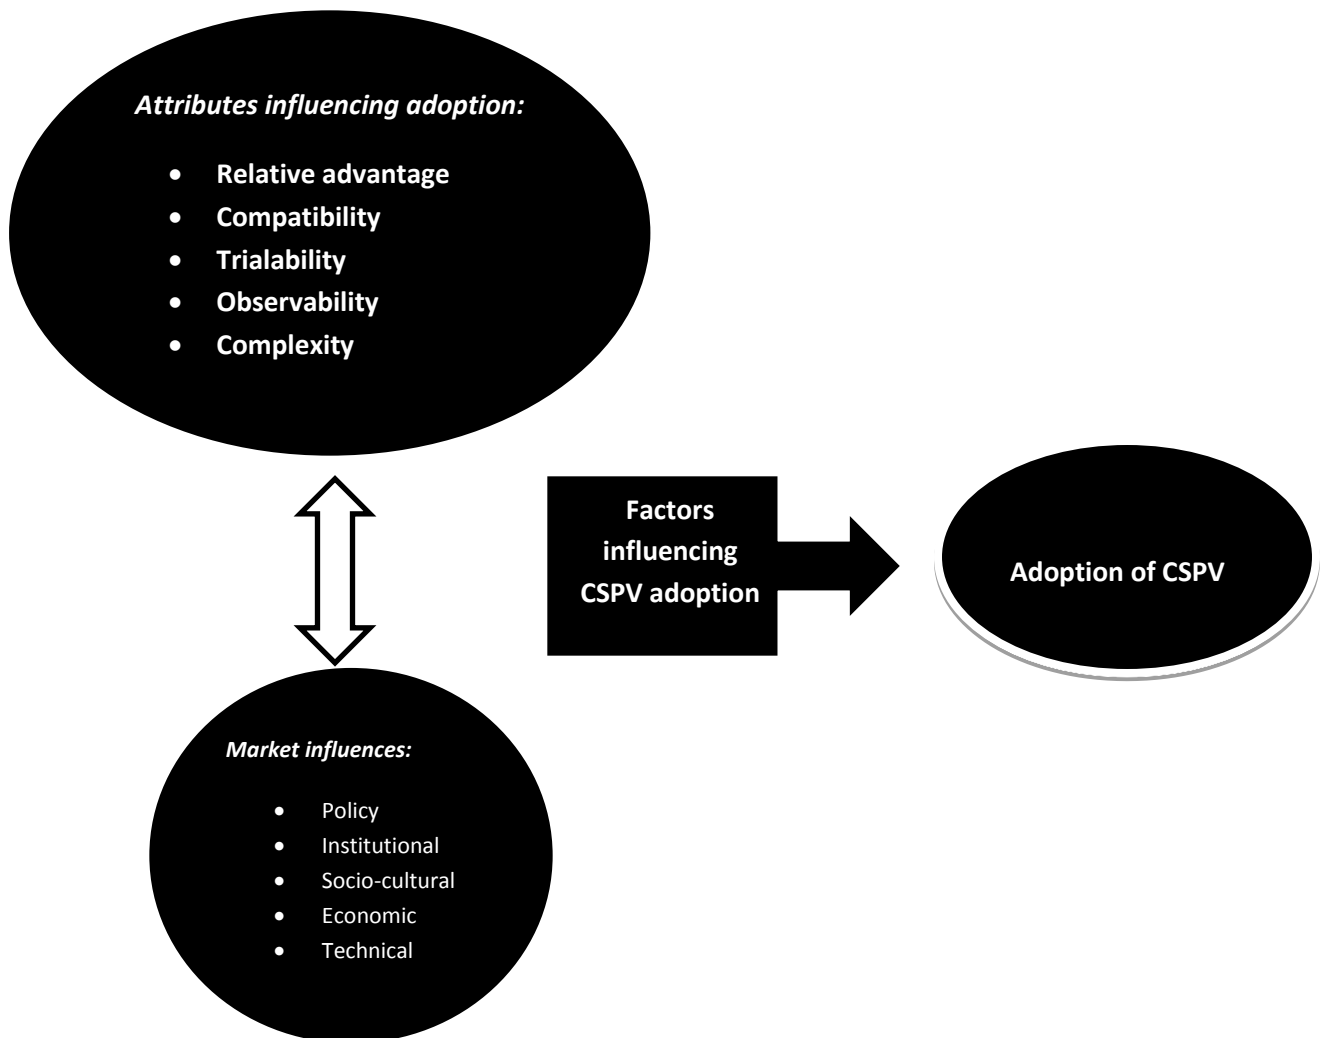 Attributes influencing adoption:
• Relative advantage
• Compatibility
• Trialability
• Observability
• Complexity
Factors
influencing
CSPV adoption
Adoption of CSPV
Market influences:
• Policy
• Institutional
• Socio-cultural
• Economic
• Technical